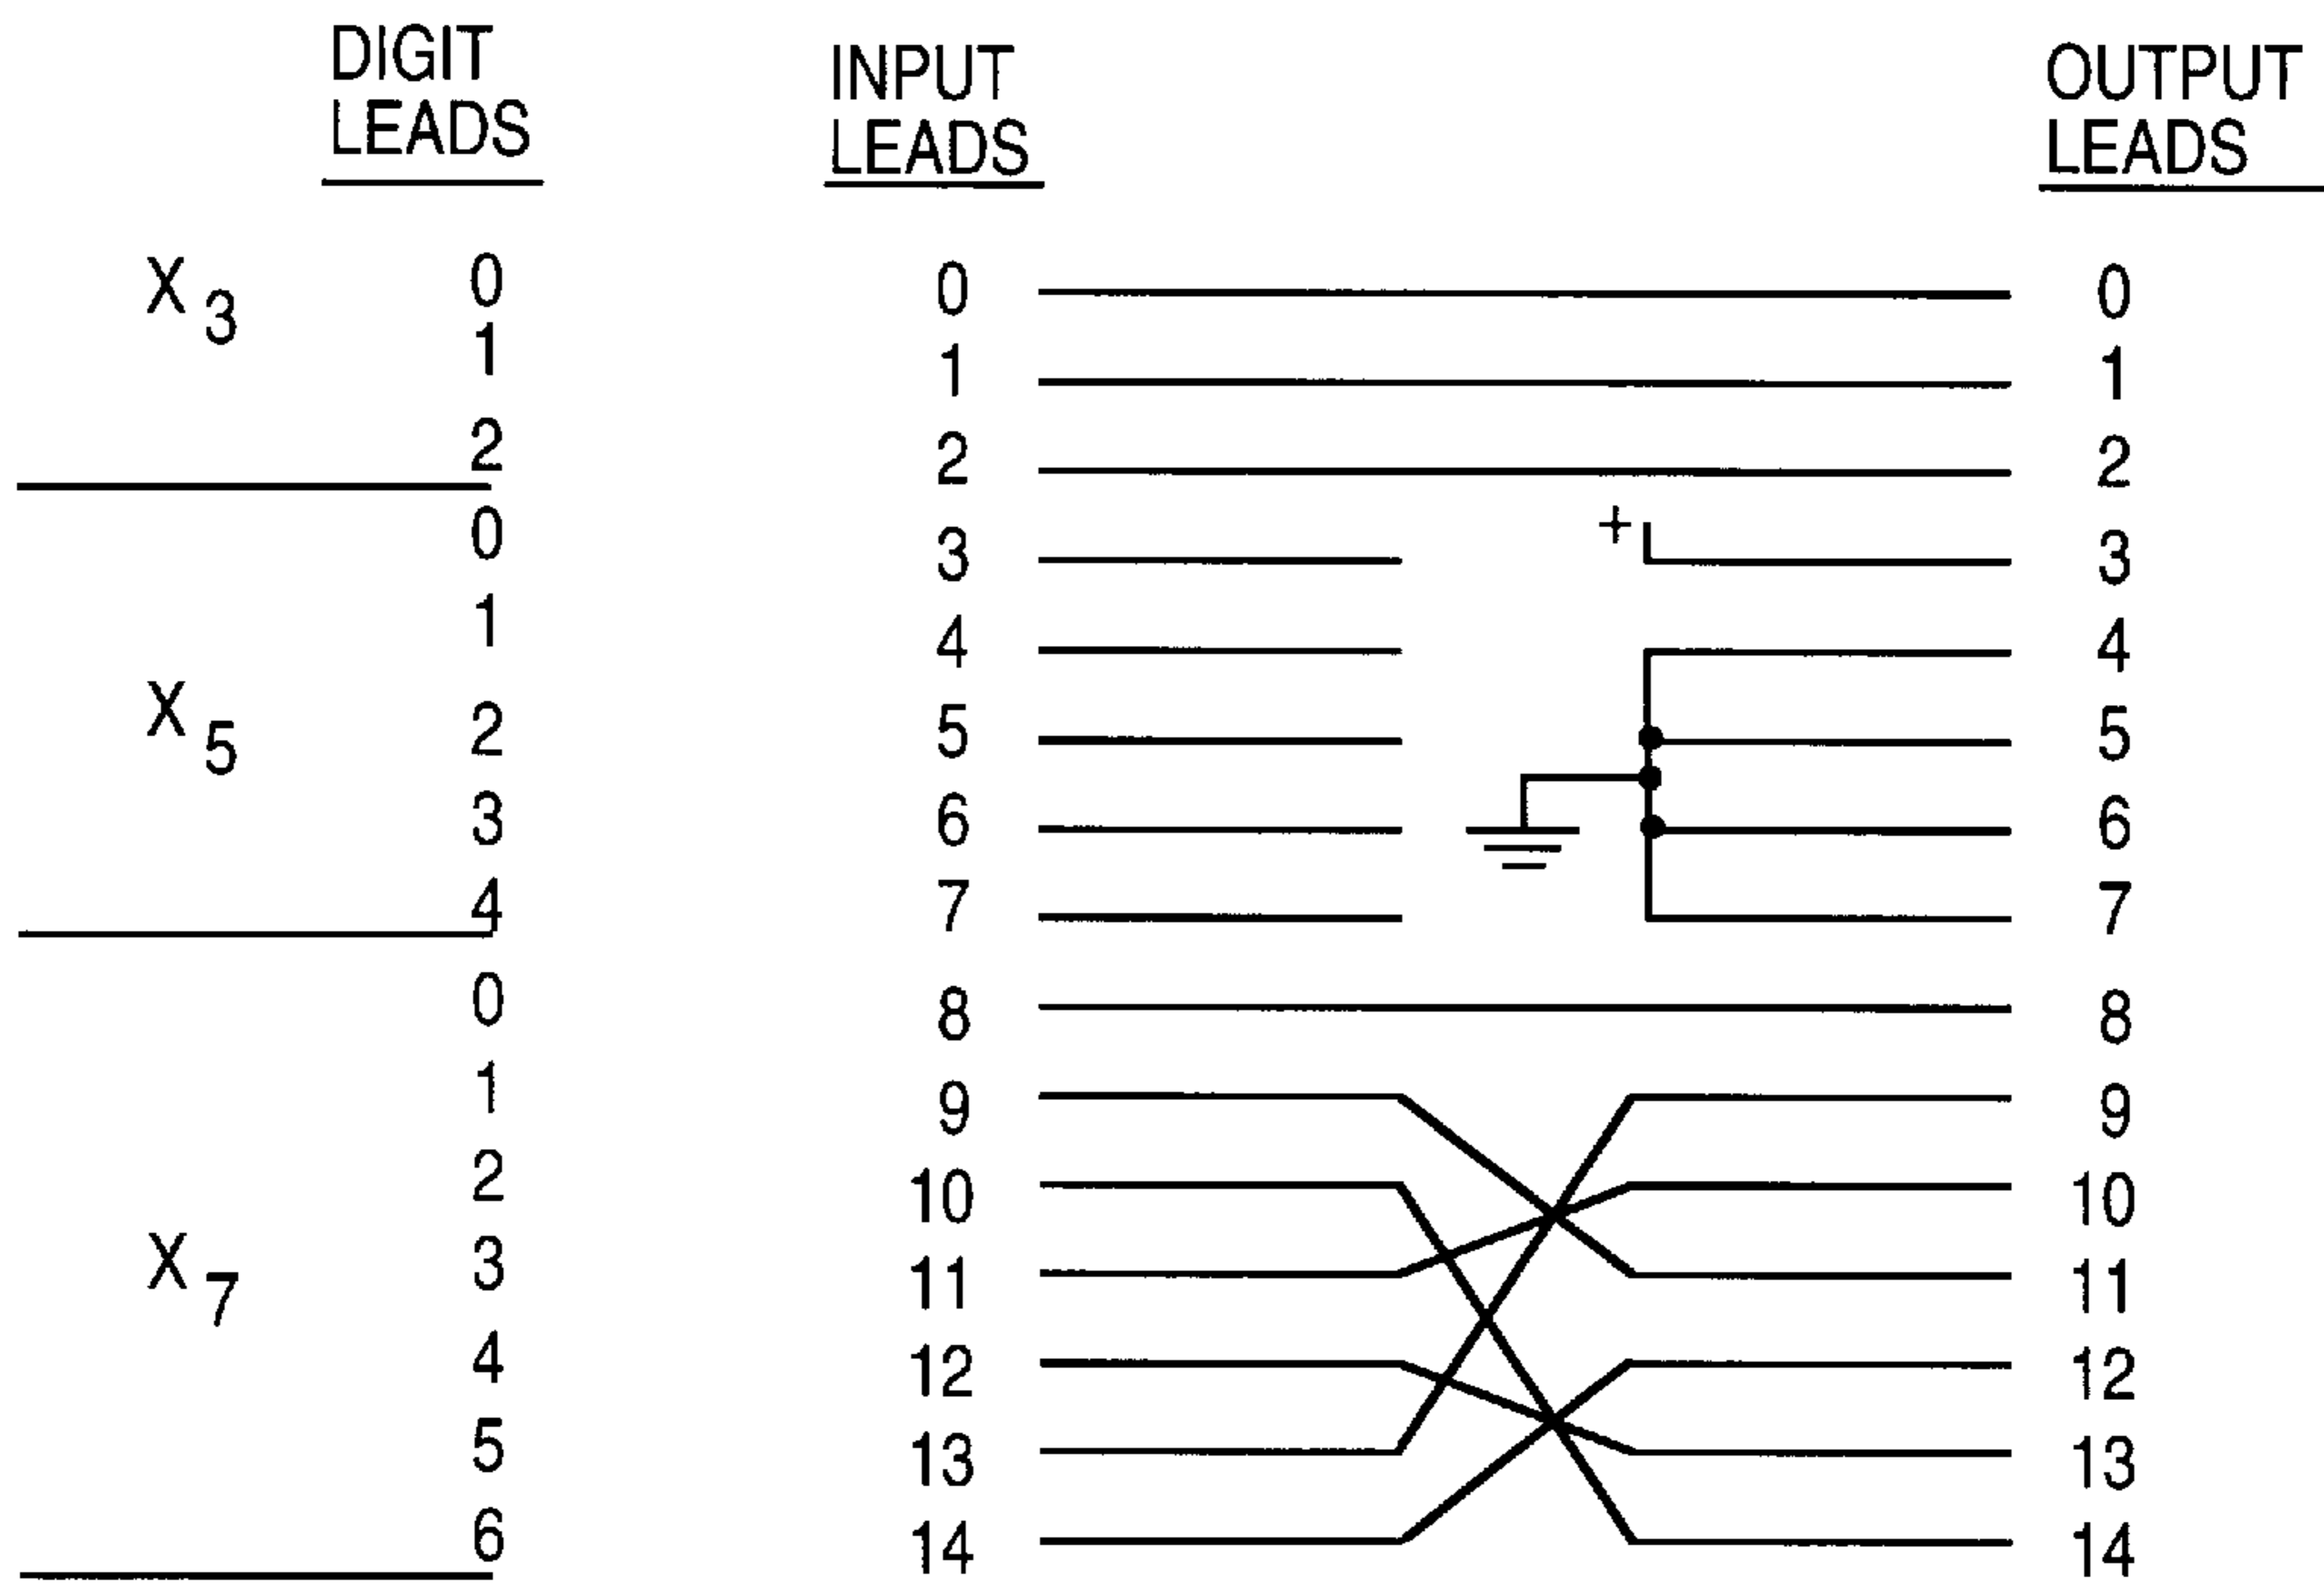 DIGIT LEADS INPUT LEADS OUTPUT LEADS
X3 0 0 0
1 1 1
2 2 2
0 3 + 3
1 4 4
X5 2 5 5
3 6 6
4 7 7
0 8 8
1 9 9
2 10 10
X7 3 11 11
4 12 12
5 13 13
6 14 14